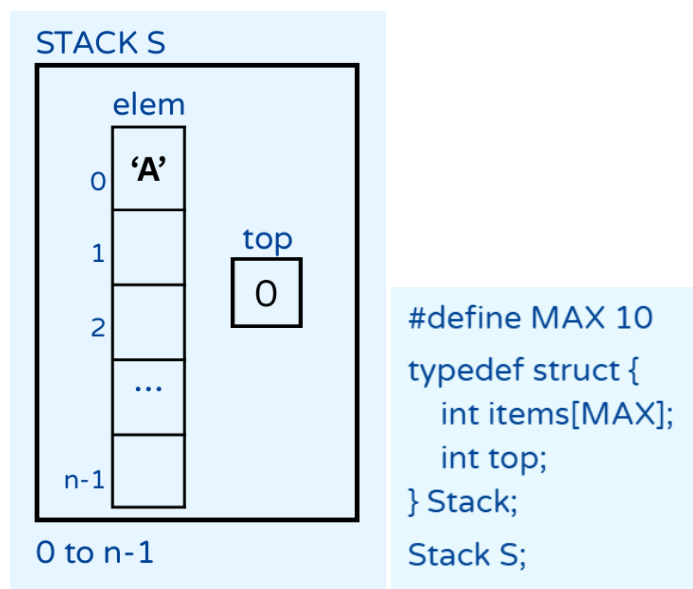 STACK S
elem
0 ‘A’
1
top
0
2
...
n-1
0 to n-1
#define MAX 10
typedef struct {
int items[MAX];
int top;
} Stack;
Stack S;